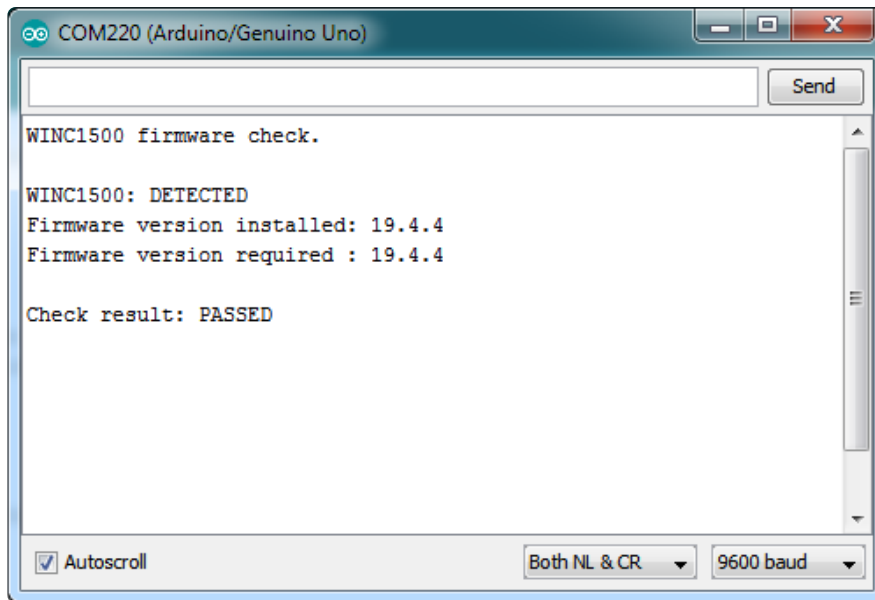 COM220 (Arduino/Genuino Uno)
Send
WINC1500 firmware check.
WINC1500: DETECTED
Firmware version installed: 19.4.4
Firmware version required : 19.4.4
Check result: PASSED
Autoscroll
Both NL & CR
9600 baud